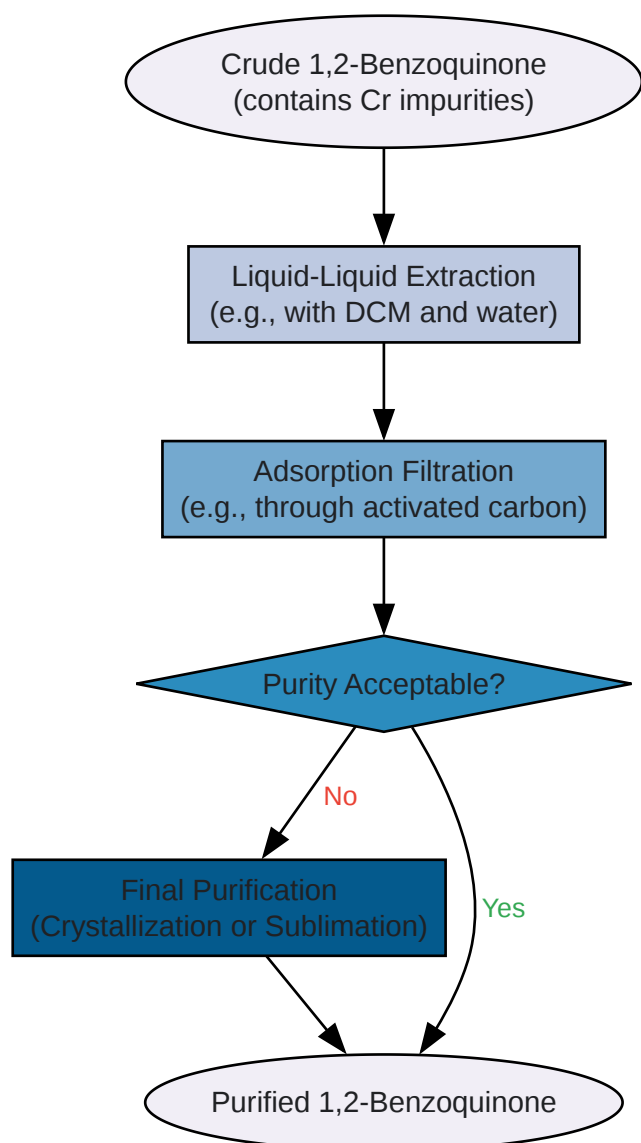 Crude 1,2-Benzoquinone
(contains Cr impurities)
Liquid-Liquid Extraction
(e.g., with DCM and water)
Adsorption Filtration
(e.g., through activated carbon)
Purity Acceptable?
No
Final Purification
(Crystallization or Sublimation)
Yes
Purified 1,2-Benzoquinone